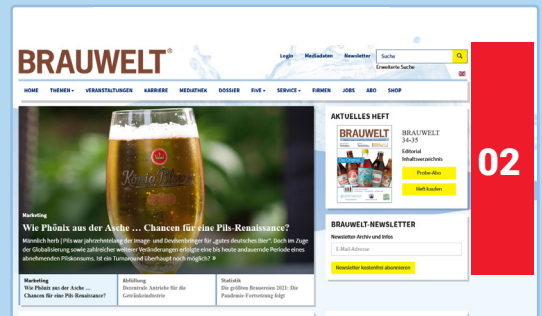 BRAUWELT®
Login Mediadaten Newsletter Suche
Erweiterte Suche
HOME THEMEN VERANSTALTUNGEN KARRIERE MEDIATHEK DOSSIER FIVE SERVICE FIRMEN JOBS ABO SHOP
König Pilsener
Marketing
Wie Phönix aus der Asche … Chancen für eine Pils-Renaissance?
Männlich herb | Pils war jahrzehntelang der Image- und Devisenbringer für „gutes deutsches Bier“. Doch im Zuge
der Globalisierung sowie zahlreicher weiterer Veränderungen erfolgte eine bis heute andauernde Periode eines
abnehmenden Pilskonsums. Ist ein Turnaround überhaupt noch möglich? »
Marketing
Wie Phönix aus der Asche …
Chancen für eine Pils-Renaissance?
Abfüllung
Dezentrale Antriebe für die
Getränkeindustrie
Statistik
Die größten Brauereien 2021: Die
Pandemie-Fortsetzung folgt
AKTUELLES HEFT
BRAUWELT
BRAUWELT
34-35
Editorial
Inhaltsverzeichnis
Probe-Abo
Heft kaufen
BRAUWELT-NEWSLETTER
Newsletter-Archiv und Infos
E-Mail-Adresse
Newsletter kostenfrei abonnieren
02